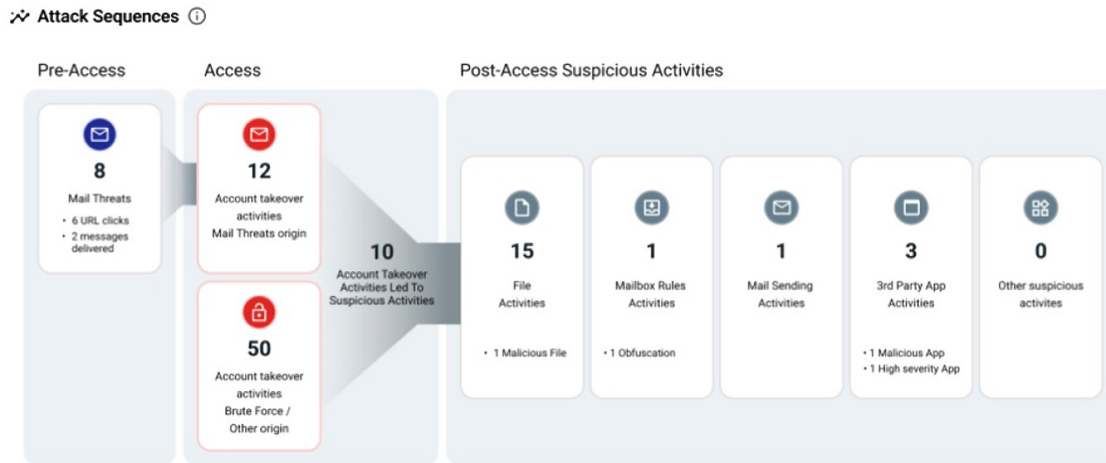 Attack Sequences
Pre-Access
Access
Post-Access Suspicious Activities
8
Mail Threats
• 6 URL clicks
• 2 messages
delivered
12
Account takeover
activities
Mail Threats origin
50
Account takeover
activities
Brute Force /
Other origin
10
Account Takeover
Activities Led To
Suspicious Activities
15
File
Activities
• 1 Malicious File
1
Mailbox Rules
Activities
• 1 Obfuscation
1
Mail Sending
Activities
3
3rd Party App
Activities
• 1 Malicious App
• 1 High severity App
0
Other suspicious
activites